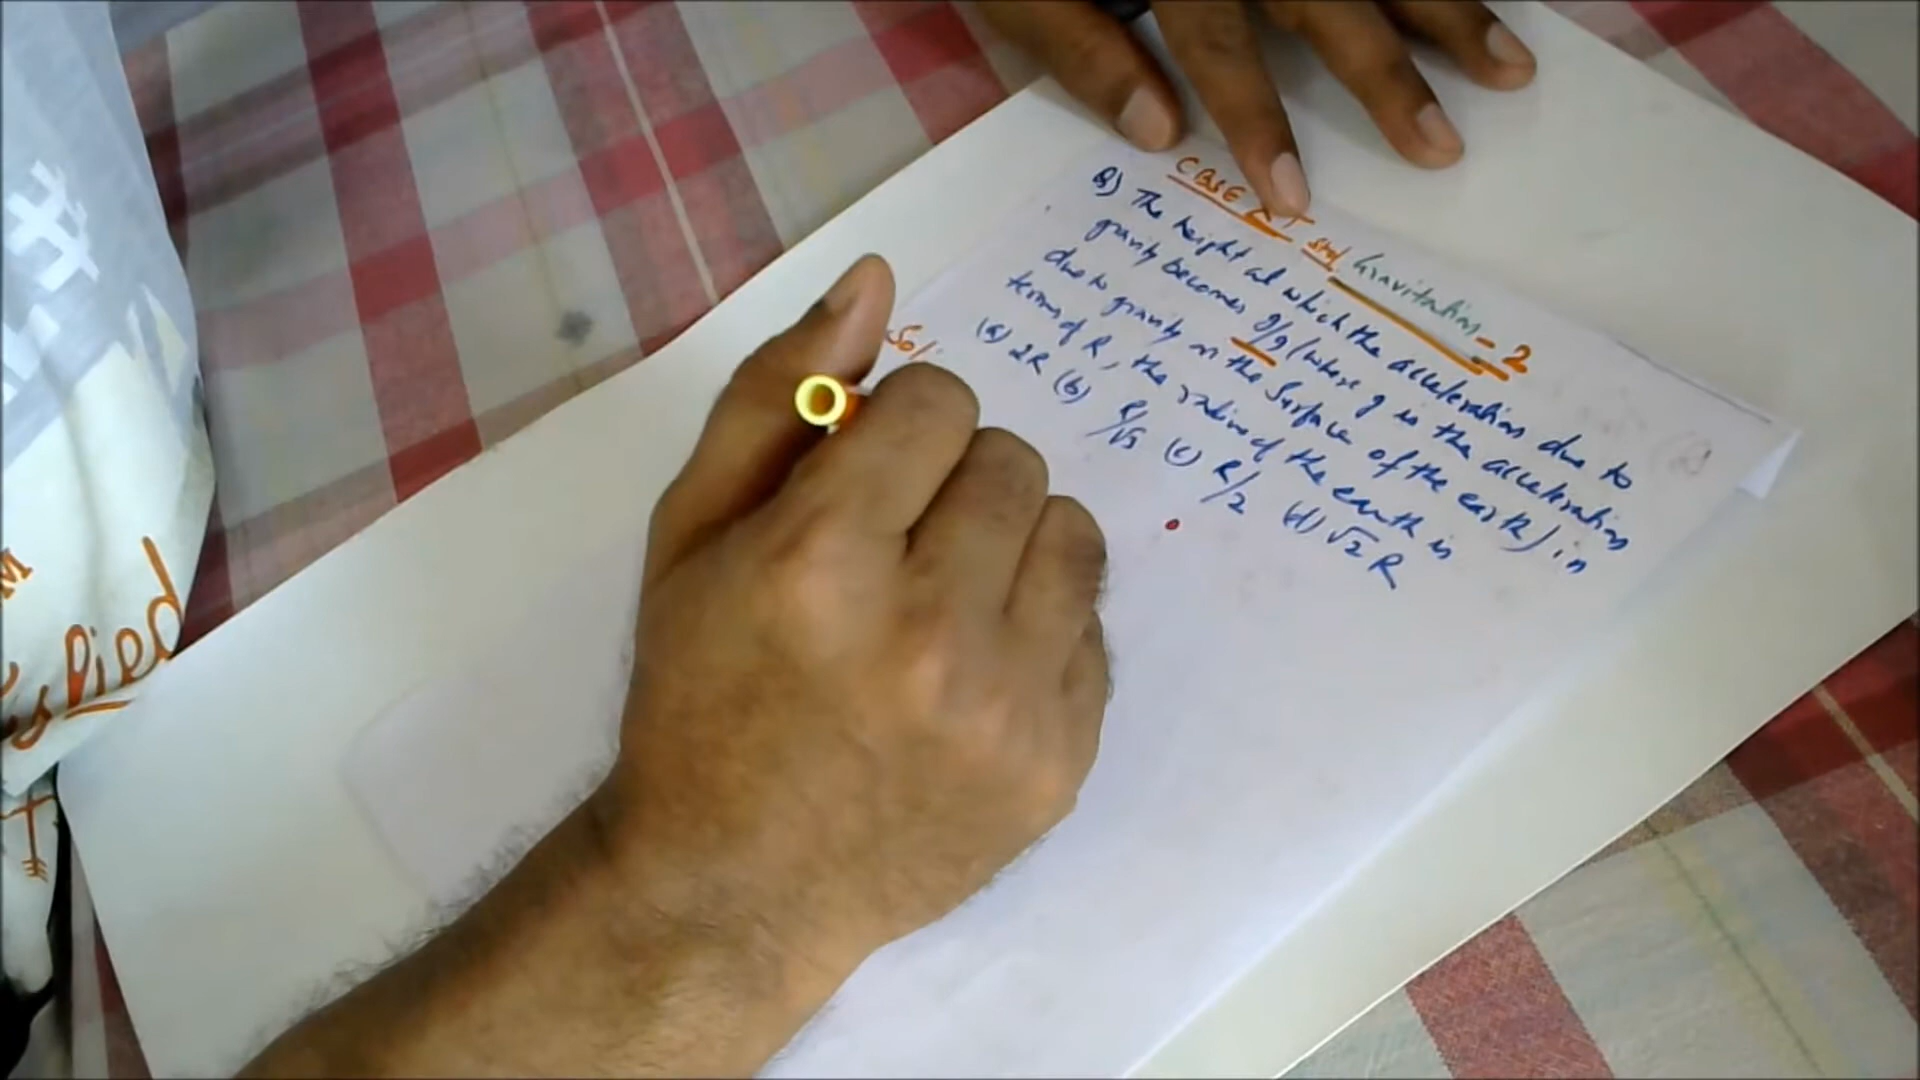 CBSE Std Gravitation - 2
Q) The height at which the acceleration due to
gravity becomes g/9 (where g is the acceleration
due to gravity on the surface of the earth) in
terms of R, the radius of the earth is
(a) 2R (b) R/√3 (c) R/2 (d) √2 R
Sol.
slied